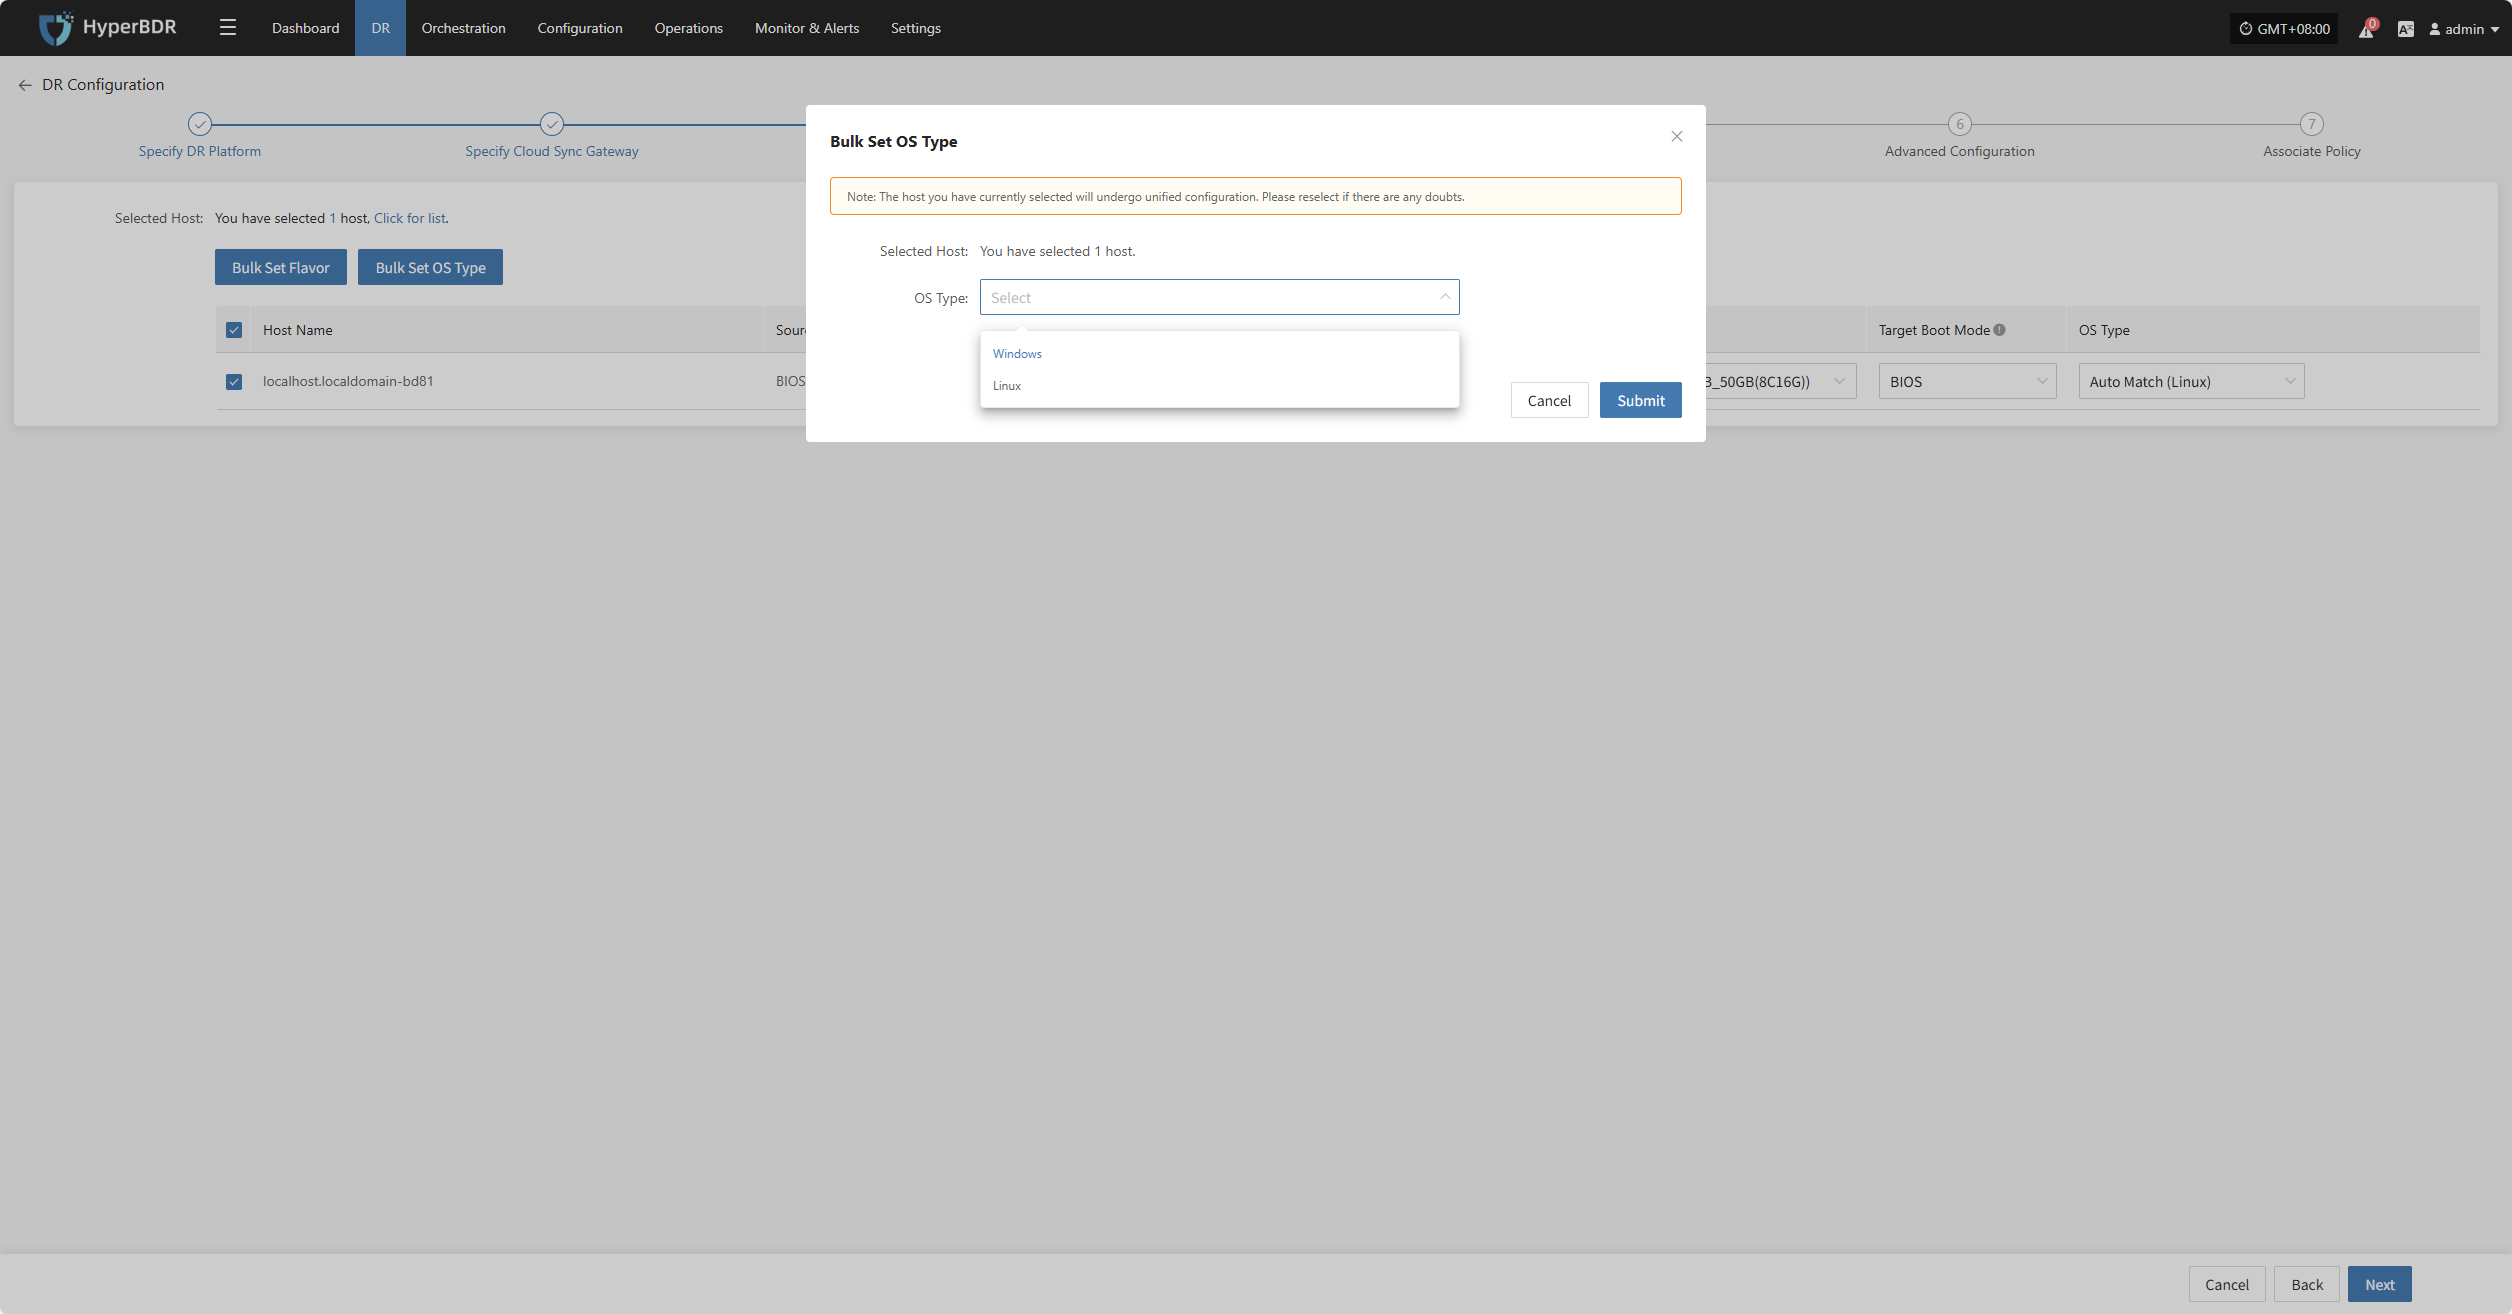 HyperBDR
Dashboard
DR
Orchestration
Configuration
Operations
Monitor & Alerts
Settings
GMT+08:00
0
admin
DR Configuration
Specify DR Platform
Specify Cloud Sync Gateway
6
Advanced Configuration
7
Associate Policy
Bulk Set OS Type
Note: The host you have currently selected will undergo unified configuration. Please reselect if there are any doubts.
Selected Host: You have selected 1 host, Click for list.
Selected Host: You have selected 1 host.
Bulk Set Flavor
Bulk Set OS Type
OS Type: Select
Windows
Linux
Cancel
Submit
Host Name
Sour
Target Boot Mode
OS Type
localhost.localdomain-bd81
BIOS
B_50GB(8C16G))
BIOS
Auto Match (Linux)
Cancel
Back
Next